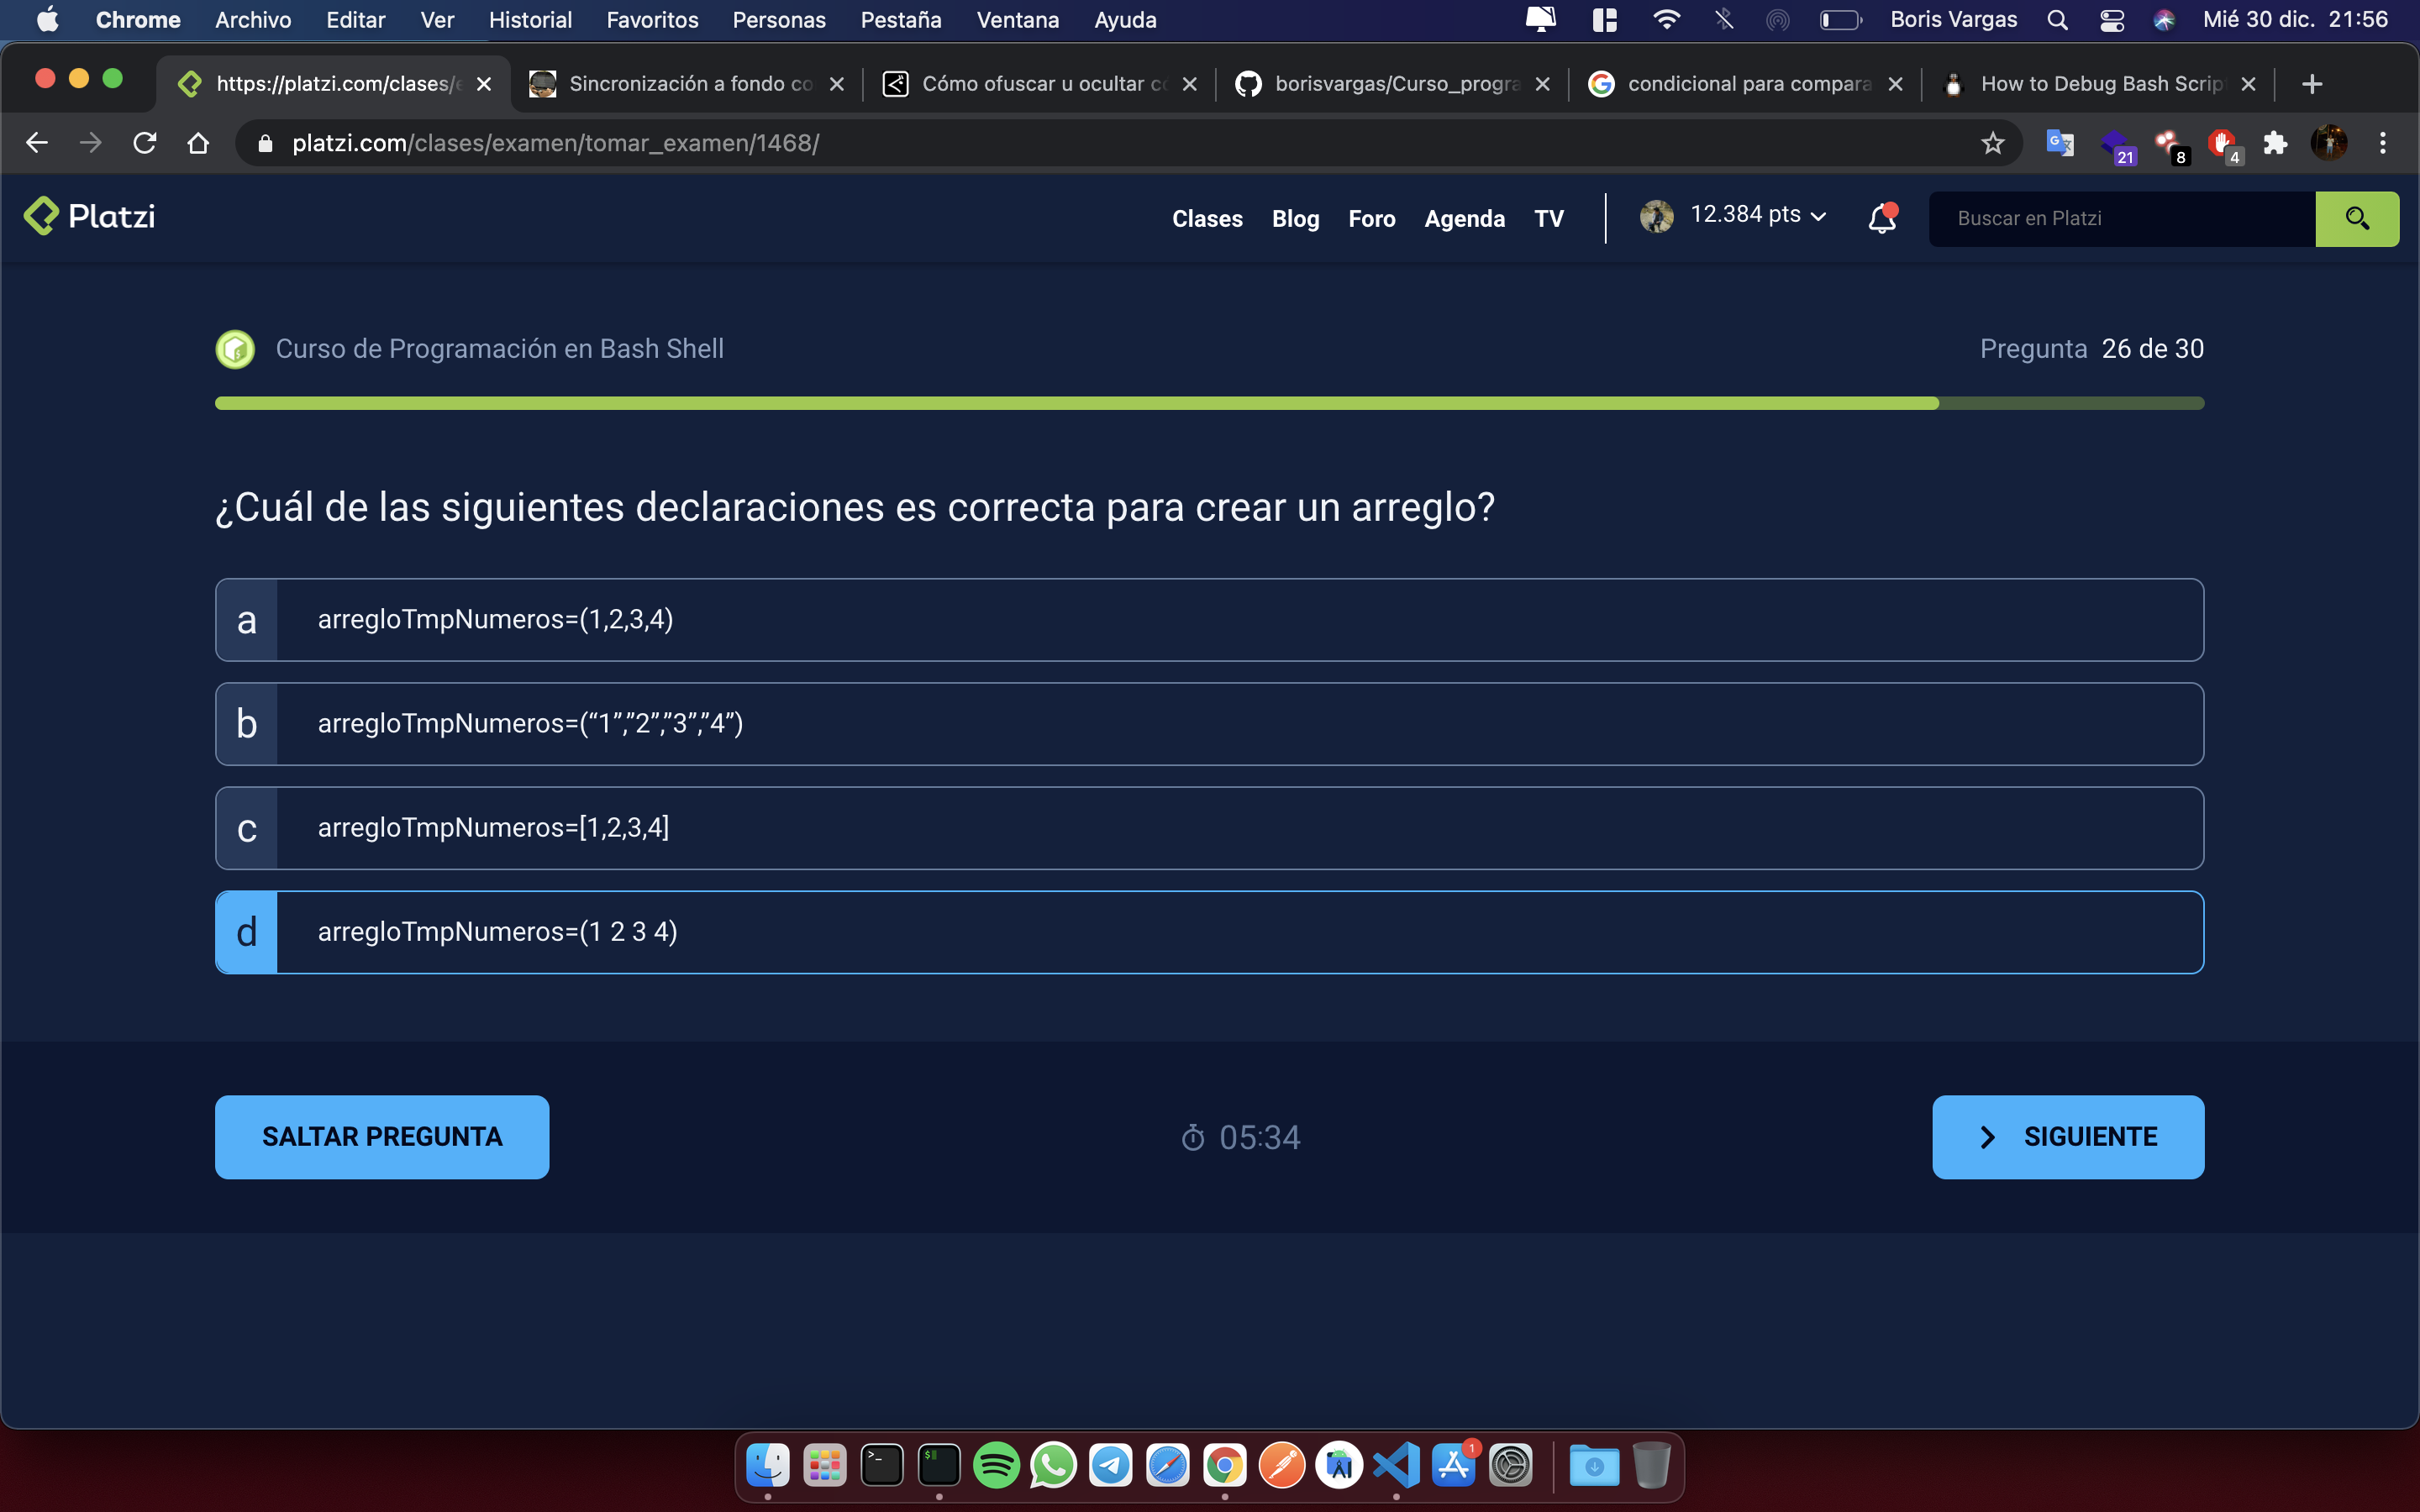 Chrome Archivo Editar Ver Historial Favoritos Personas Pestaña Ventana Ayuda Boris Vargas Mié 30 dic. 21:56
https://platzi.com/clases/e Sincronización a fondo co Cómo ofuscar u ocultar có borisvargas/Curso_progra condicional para compara How to Debug Bash Scrip
platzi.com/clases/examen/tomar_examen/1468/ 21 8 4
Platzi Clases Blog Foro Agenda TV 12.384 pts Buscar en Platzi
Curso de Programación en Bash Shell Pregunta 26 de 30
¿Cuál de las siguientes declaraciones es correcta para crear un arreglo?
a arregloTmpNumeros=(1,2,3,4)
b arregloTmpNumeros=(“1”,”2”,”3”,”4”)
c arregloTmpNumeros=[1,2,3,4]
d arregloTmpNumeros=(1 2 3 4)
SALTAR PREGUNTA 05:34 SIGUIENTE
1